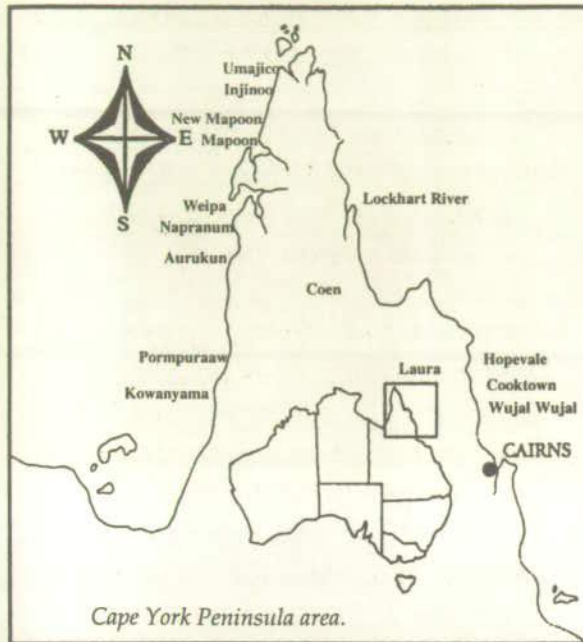 N
Umajico
Injinoo
New Mapoon
W
E
Mapoon
S
Weipa
Lockhart River
Napranum
Aurukun
Coen
Pormpuraaw
Laura
Hopevale
Kowanyama
Cooktown
Wujal Wujal
CAIRNS
Cape York Peninsula area.